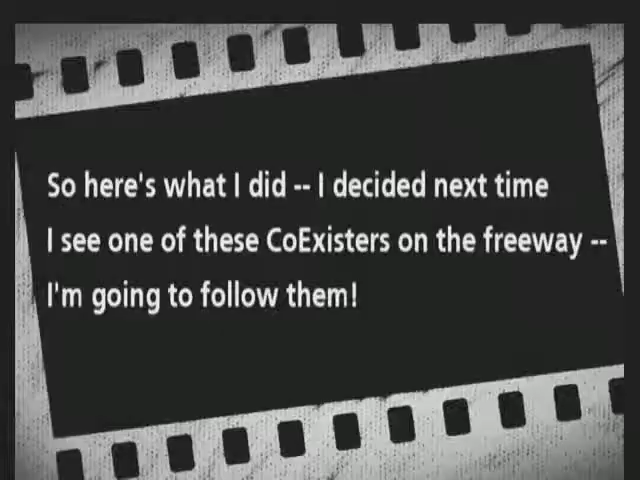 So here's what I did -- I decided next time
I see one of these CoExisters on the freeway --
I'm going to follow them!